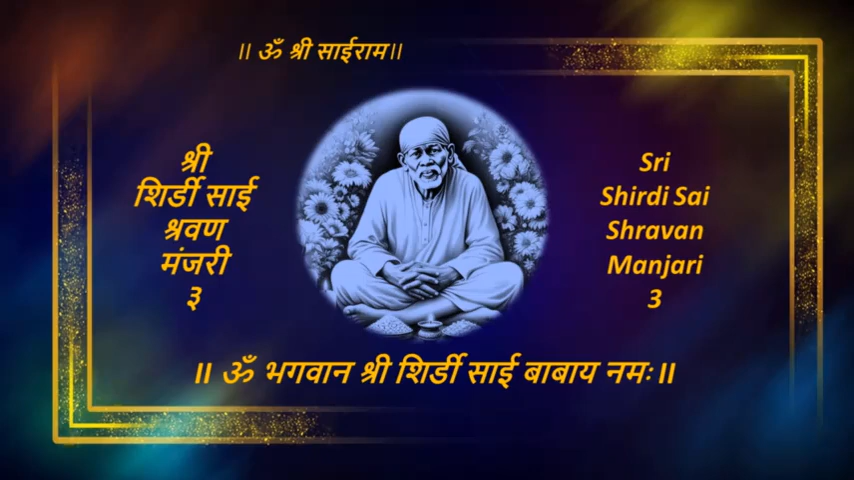 ॥ ॐ श्री साईराम॥
श्री
शिर्डी साई
श्रवण
मंजरी
३
Sri
Shirdi Sai
Shravan
Manjari
3
॥ ॐ भगवान श्री शिर्डी साई बाबाय नमः॥